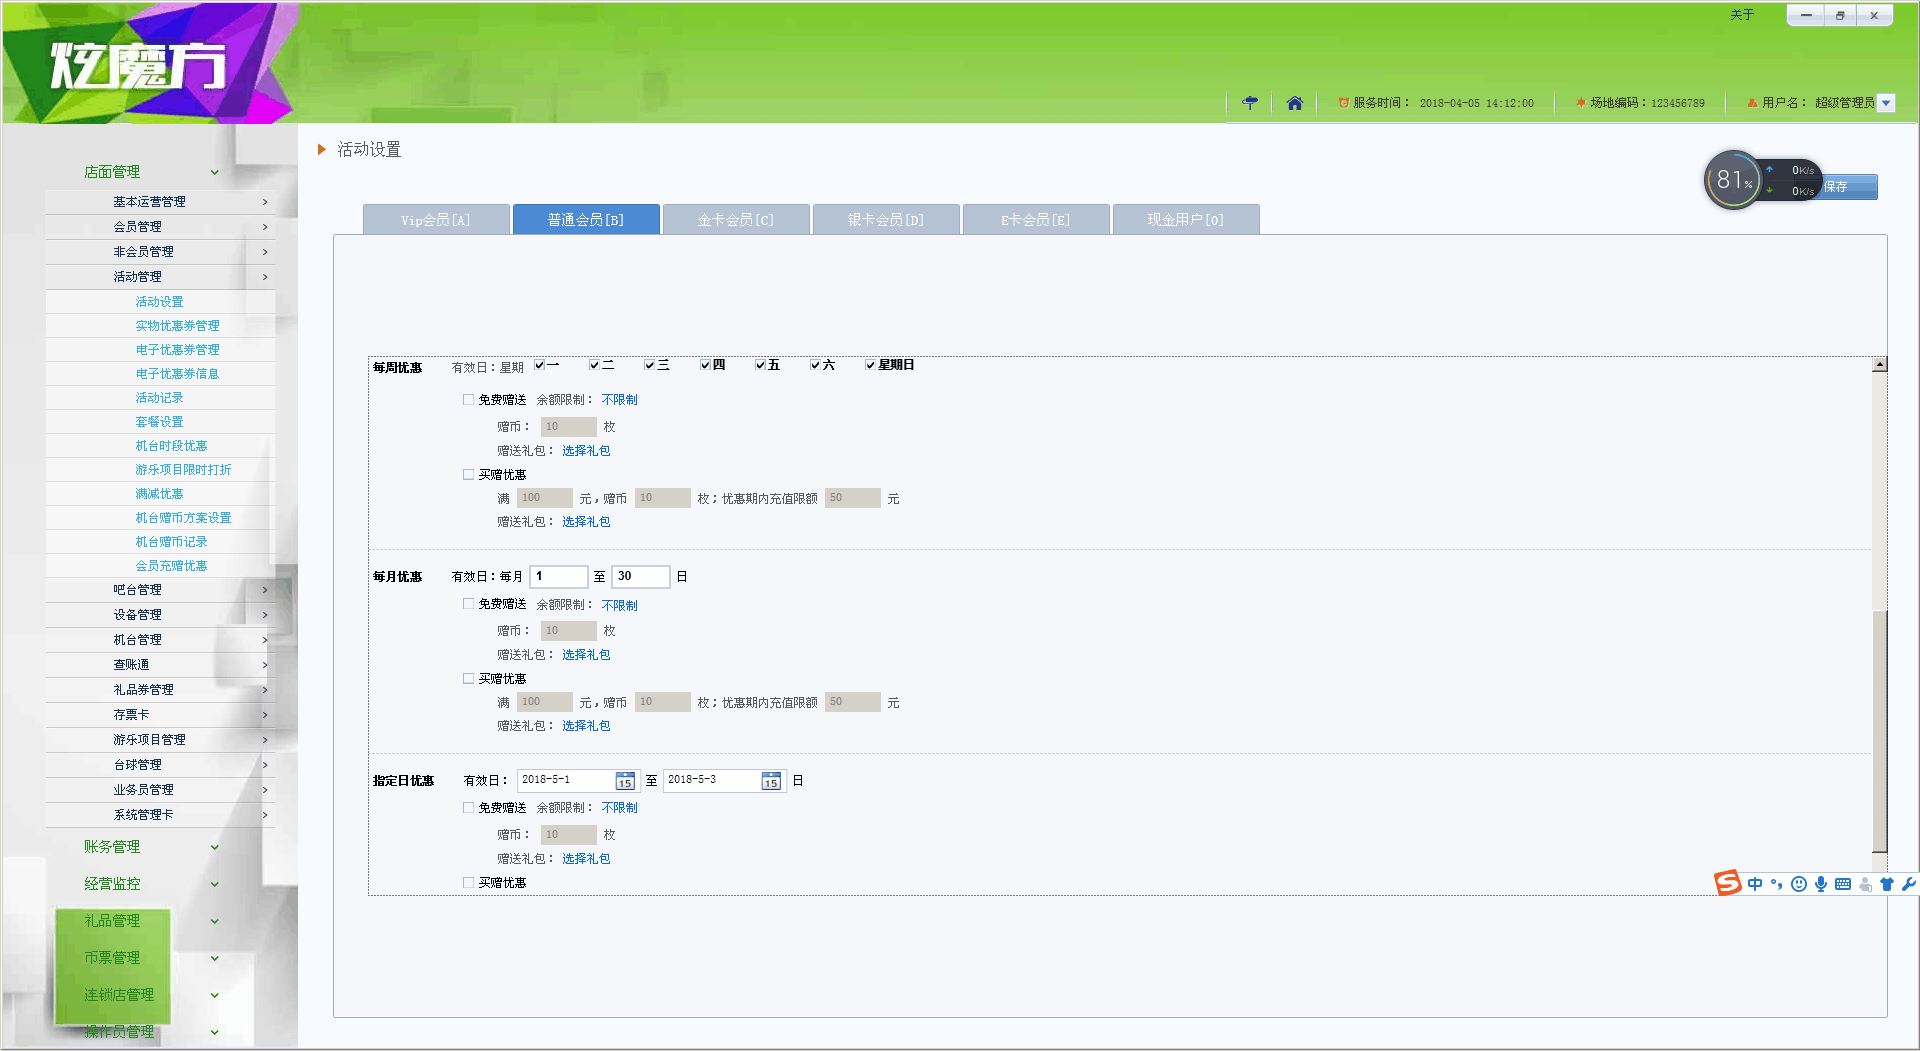 炫魔方
关于
服务时间： 2018-04-05 14:12:00
场地编码：123456789
用户名： 超级管理员
活动设置
81%
0K/s
0K/s
保存
Vip会员[A] 普通会员[B] 金卡会员[C] 银卡会员[D] E卡会员[E] 现金用户[0]
店面管理
基本运营管理
会员管理
非会员管理
活动管理
活动设置
实物优惠券管理
电子优惠券管理
电子优惠券信息
活动记录
套餐设置
机台时段优惠
游乐项目限时打折
满减优惠
机台赠币方案设置
机台赠币记录
会员充赠优惠
吧台管理
设备管理
机台管理
查账通
礼品券管理
存票卡
游乐项目管理
台球管理
业务员管理
系统管理卡
账务管理
经营监控
礼品管理
币票管理
连锁店管理
操作员管理
每周优惠 有效日：星期 一 二 三 四 五 六 星期日
免费赠送 余额限制： 不限制
赠币： 10 枚
赠送礼包： 选择礼包
买赠优惠
满 100 元，赠币 10 枚；优惠期内充值限额 50 元
赠送礼包： 选择礼包
每月优惠 有效日：每月 1 至 30 日
免费赠送 余额限制： 不限制
赠币： 10 枚
赠送礼包： 选择礼包
买赠优惠
满 100 元，赠币 10 枚；优惠期内充值限额 50 元
赠送礼包： 选择礼包
指定日优惠 有效日： 2018-5-1 15 至 2018-5-3 15 日
免费赠送 余额限制： 不限制
赠币： 10 枚
赠送礼包： 选择礼包
买赠优惠
S 中